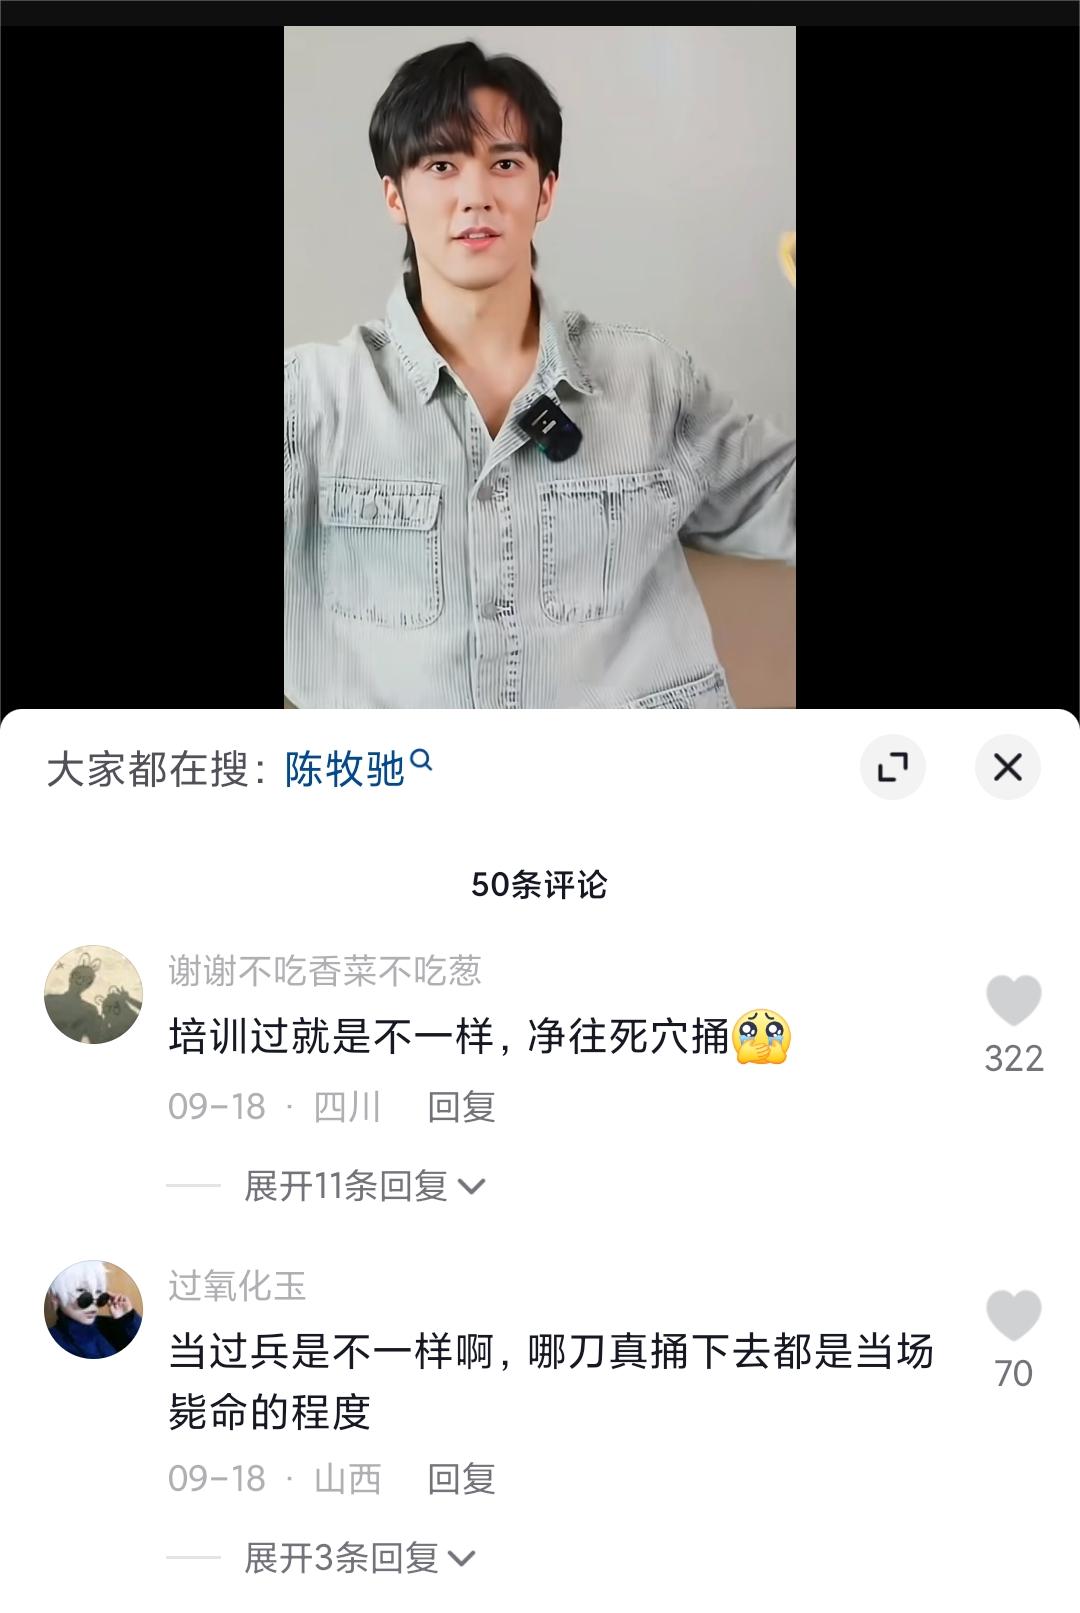 大家都在搜：陈牧驰
50条评论
谢谢不吃香菜不吃葱
培训过就是不一样，净往死穴捅
322
09-18 · 四川 回复
展开11条回复
过氧化玉
当过兵是不一样啊，哪刀真捅下去都是当场
毙命的程度
70
09-18 · 山西 回复
展开3条回复